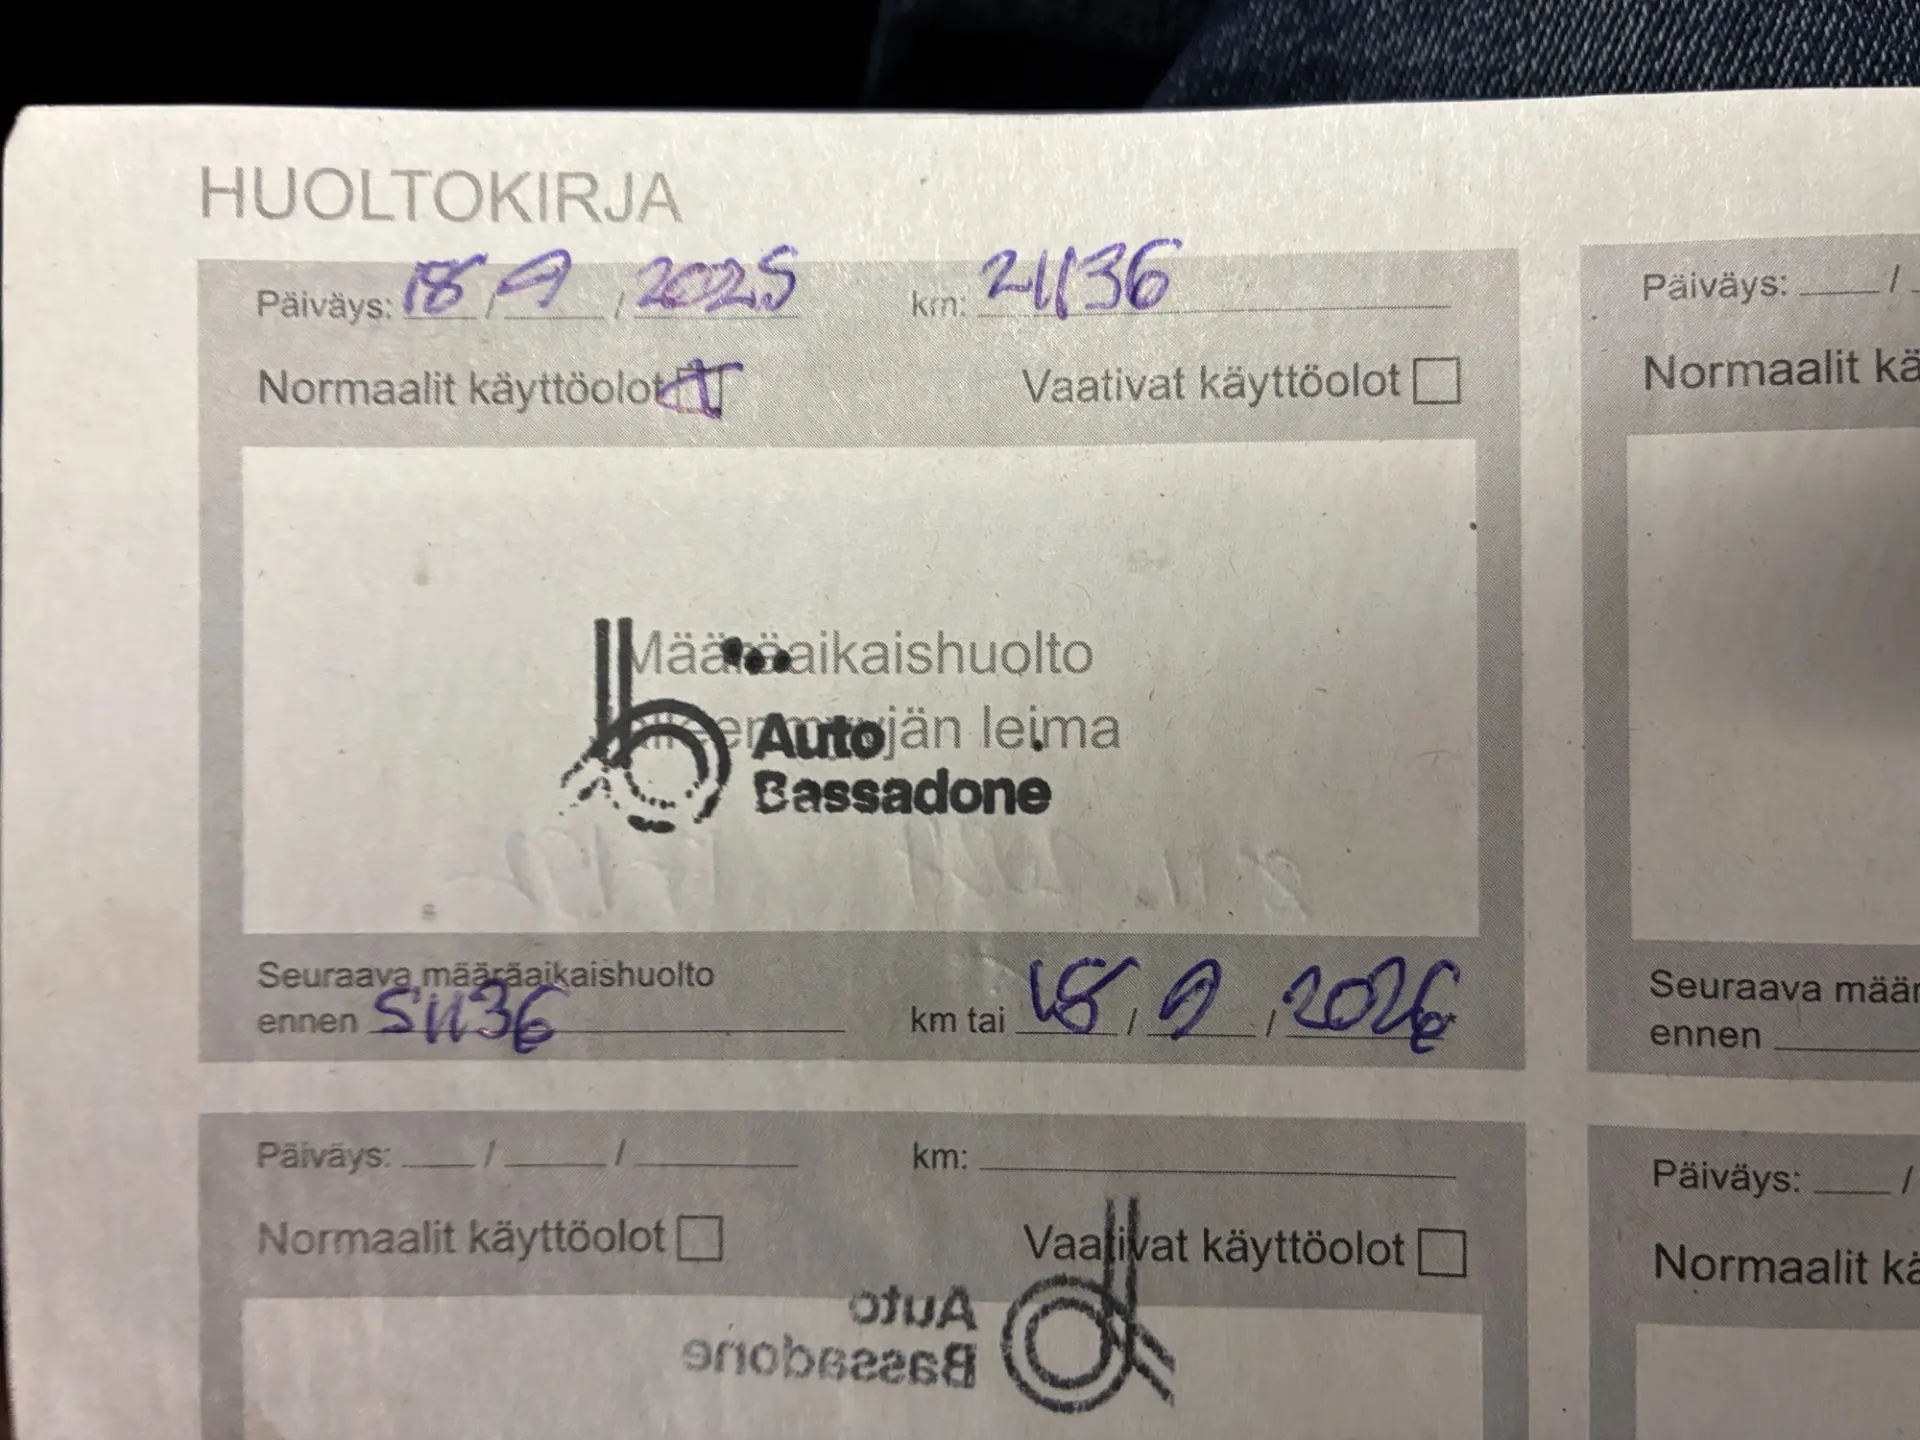 HUOLTOKIRJA
Päiväys: 18 / 9 / 2025 km: 21136
Normaalit käyttöolot Vaativat käyttöolot
Määräaikaishuolto
jän leima
Auto
Bassadone
Seuraava määräaikaishuolto
ennen 51136 km tai 18 / 9 / 2026*
Päiväys: / / km:
Normaalit käyttöolot Vaativat käyttöolot
Auto
Bassadone
Päiväys: /
Normaalit kä
Seuraava määr
ennen
Päiväys: /
Normaalit kä